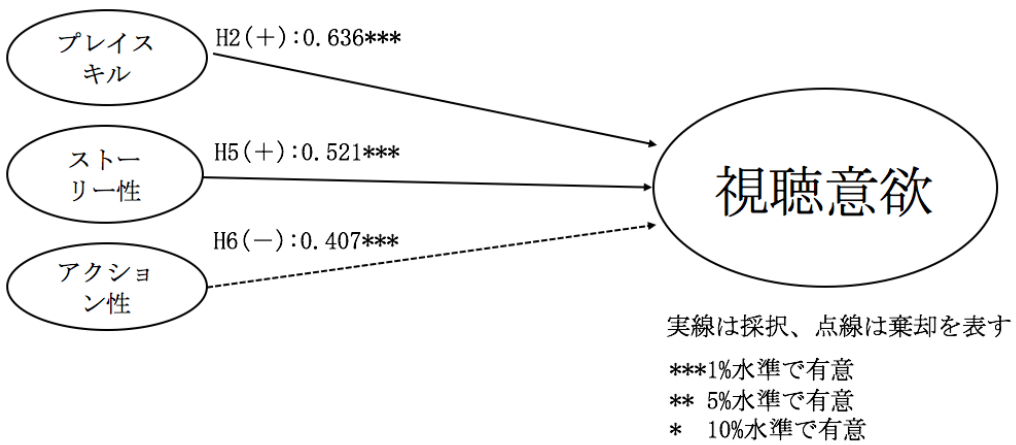 プレイス
キル
H2(＋):0.636***
ストー
リー性
H5(＋):0.521***
アクショ
ン性
H6(－):0.407***
視聴意欲
実線は採択、点線は棄却を表す
***1%水準で有意
** 5%水準で有意
* 10%水準で有意